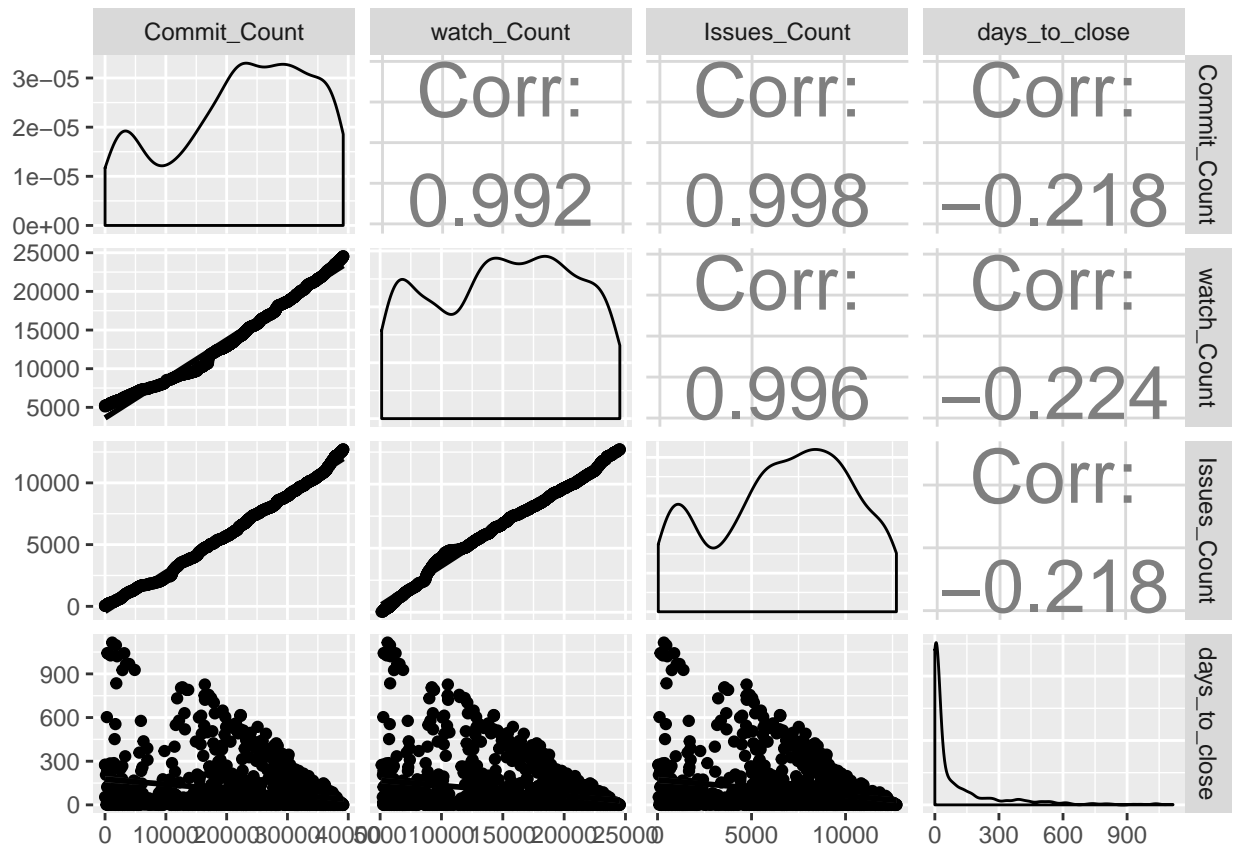 Commit_Count watch_Count Issues_Count days_to_close
3e−05
2e−05
1e−05
0e+00
Corr:
0.992
Corr:
0.998
Corr:
−0.218
Commit_Count
25000
20000
15000
10000
5000
Corr:
0.996
Corr:
−0.224
watch_Count
10000
5000
0
Corr:
−0.218
Issues_Count
900
600
300
0
days_to_close
0 10000 20000 30000 40000
5000 10000 15000 20000 25000
0 5000 10000
0 300 600 900